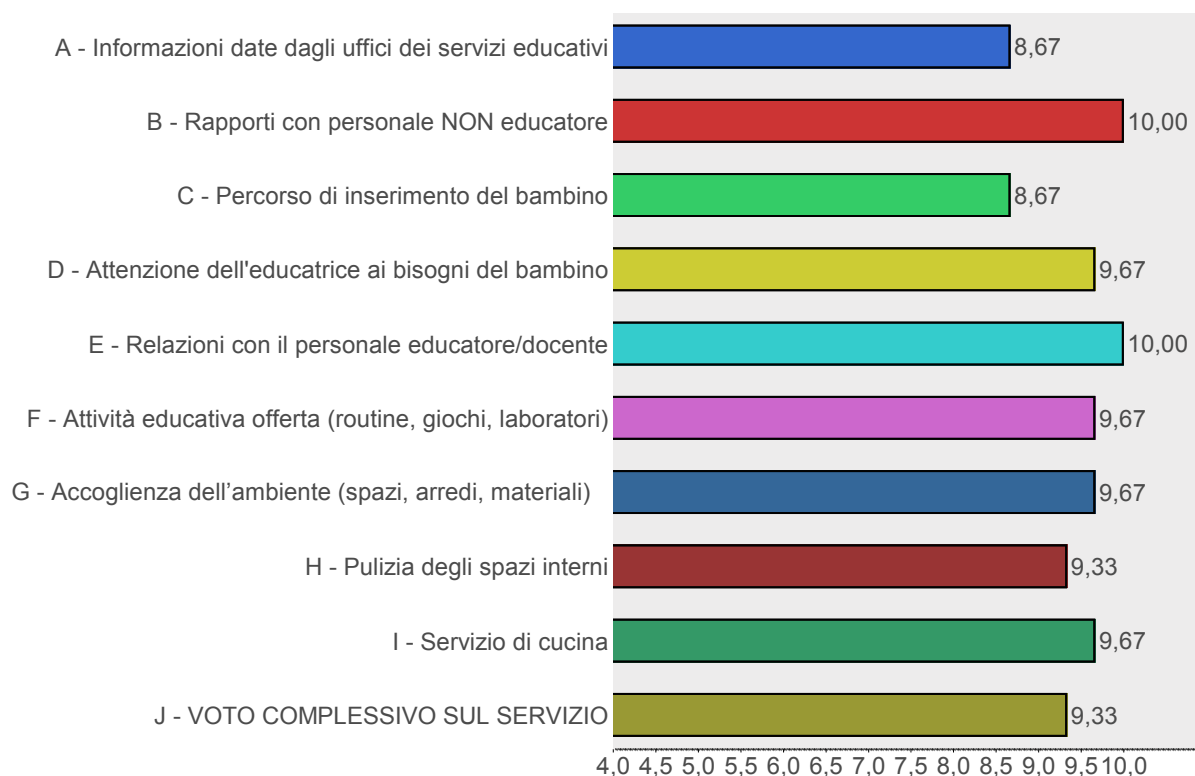 A - Informazioni date dagli uffici dei servizi educativi 8,67
B - Rapporti con personale NON educatore 10,00
C - Percorso di inserimento del bambino 8,67
D - Attenzione dell'educatrice ai bisogni del bambino 9,67
E - Relazioni con il personale educatore/docente 10,00
F - Attività educativa offerta (routine, giochi, laboratori) 9,67
G - Accoglienza dell’ambiente (spazi, arredi, materiali) 9,67
H - Pulizia degli spazi interni 9,33
I - Servizio di cucina 9,67
J - VOTO COMPLESSIVO SUL SERVIZIO 9,33
4,0 4,5 5,0 5,5 6,0 6,5 7,0 7,5 8,0 8,5 9,0 9,5 10,0